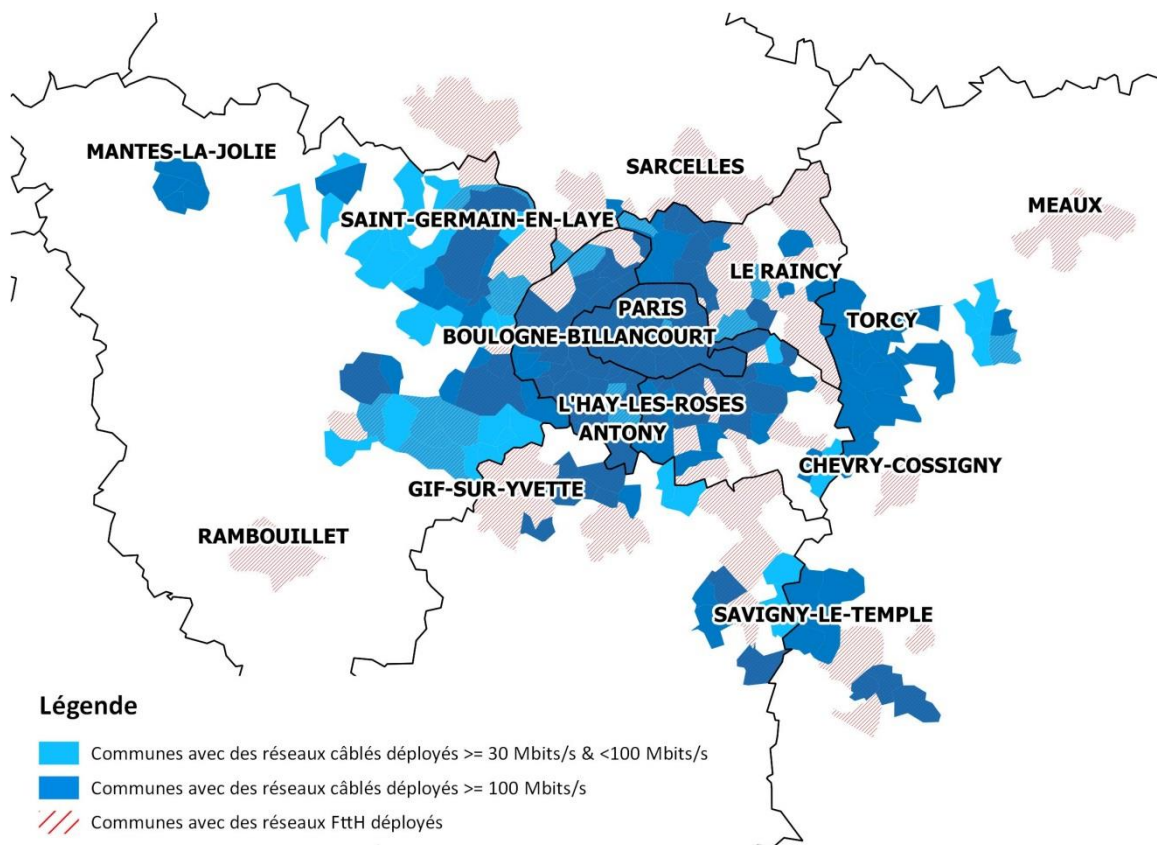 MANTES-LA-JOLIE
SARCELLES
MEAUX
SAINT-GERMAIN-EN-LAYE
LE RAINCY
PARIS
TORCY
BOULOGNE-BILLANCOURT
L'HAY-LES-ROSES
ANTONY
CHEVRY-COSSIGNY
GIF-SUR-YVETTE
RAMBOUILLET
SAVIGNY-LE-TEMPLE
Légende
Communes avec des réseaux câblés déployés >= 30 Mbits/s & <100 Mbits/s
Communes avec des réseaux câblés déployés >= 100 Mbits/s
Communes avec des réseaux FttH déployés